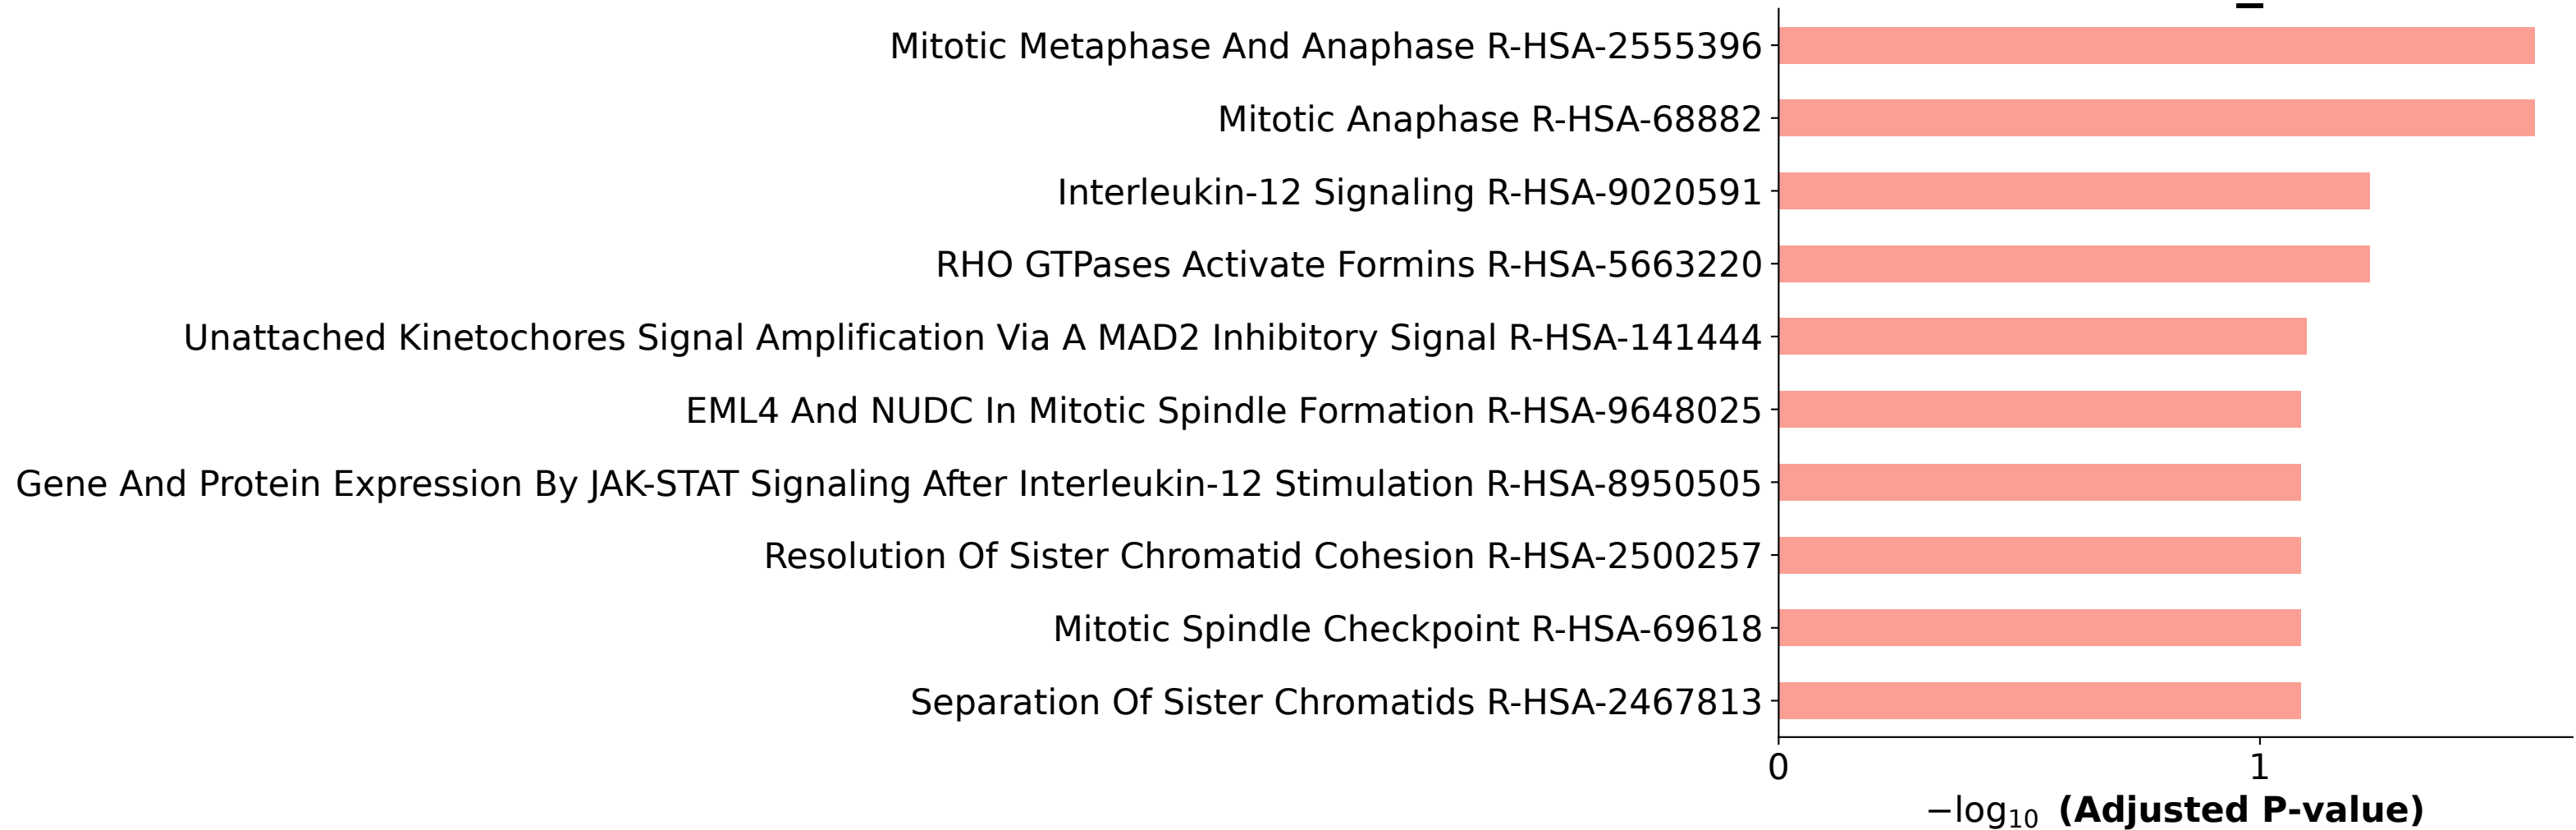 Mitotic Metaphase And Anaphase R-HSA-2555396
Mitotic Anaphase R-HSA-68882
Interleukin-12 Signaling R-HSA-9020591
RHO GTPases Activate Formins R-HSA-5663220
Unattached Kinetochores Signal Amplification Via A MAD2 Inhibitory Signal R-HSA-141444
EML4 And NUDC In Mitotic Spindle Formation R-HSA-9648025
Gene And Protein Expression By JAK-STAT Signaling After Interleukin-12 Stimulation R-HSA-8950505
Resolution Of Sister Chromatid Cohesion R-HSA-2500257
Mitotic Spindle Checkpoint R-HSA-69618
Separation Of Sister Chromatids R-HSA-2467813
0 1
−log₁₀ (Adjusted P-value)